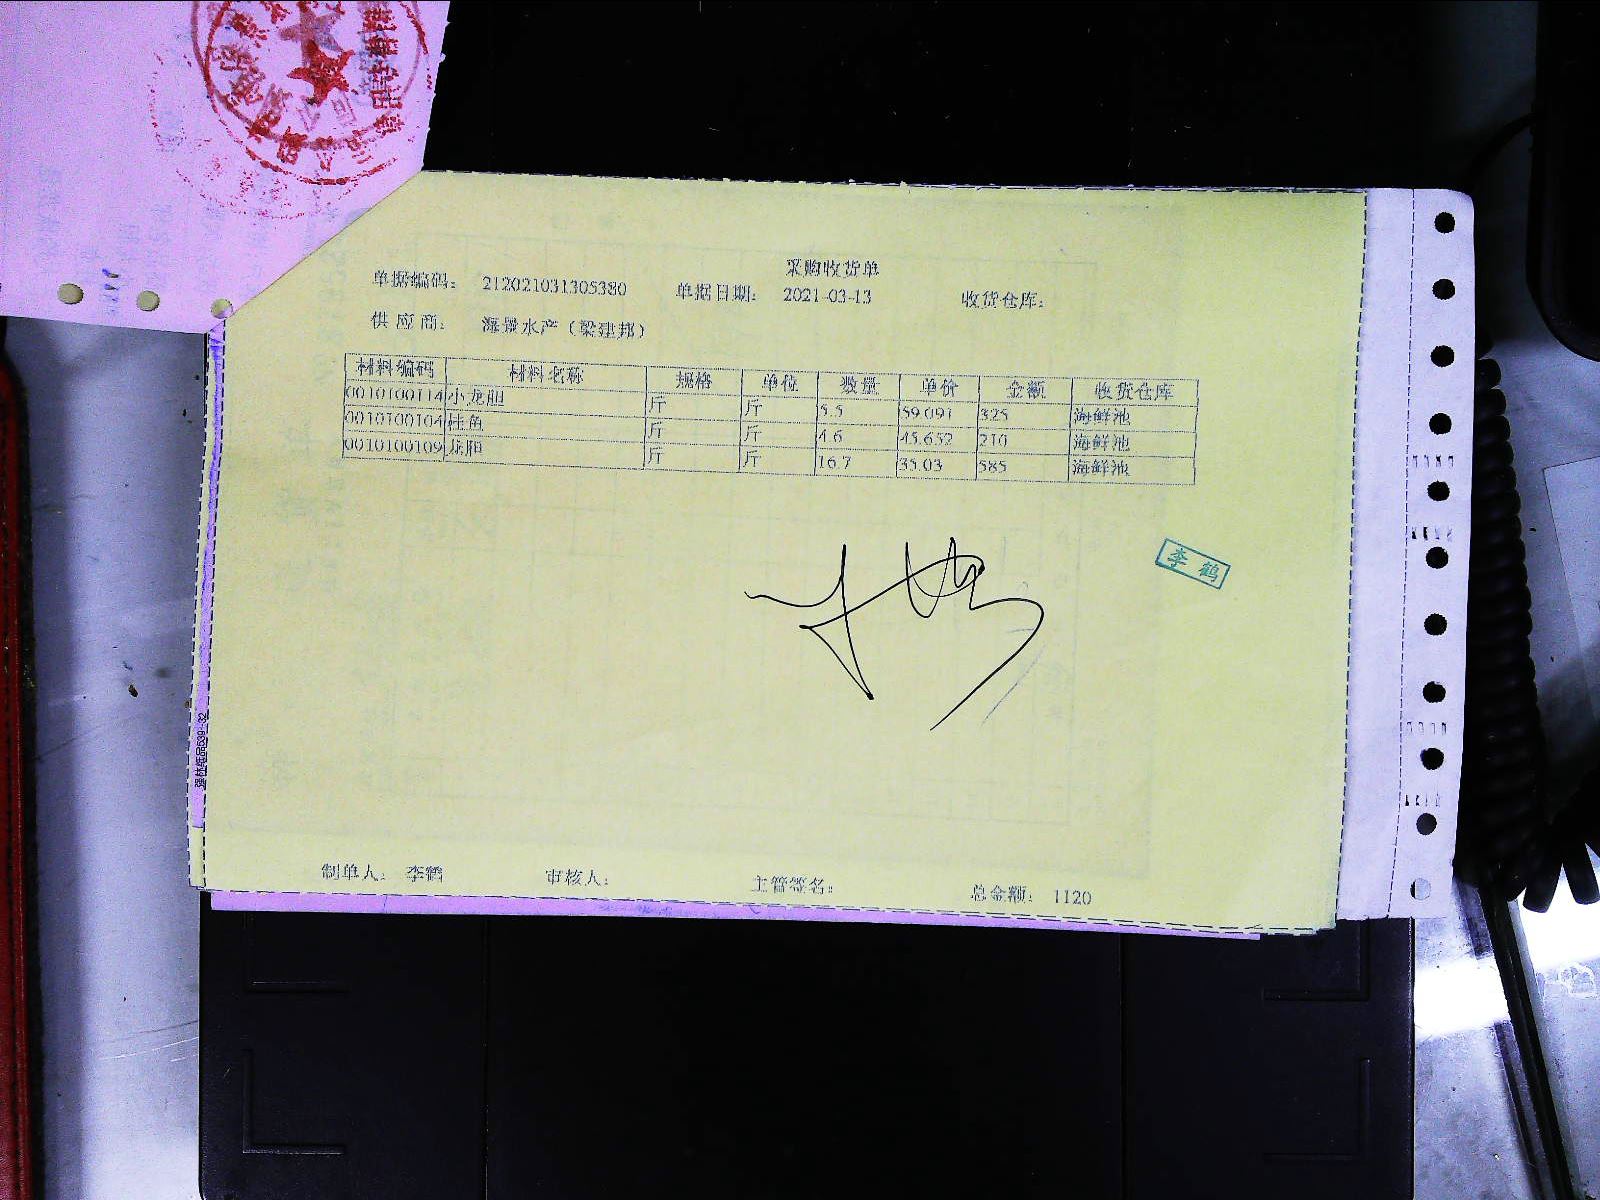 采购收货单
单据编码: 212021031305380 单据日期: 2021-03-13 收货仓库:
供应商: 海景水产(梁建邦)
材料编码 材料名称 规格 单位 数量 单价 金额 收货仓库
0010100114 小龙胆 斤 斤 5.5 59.091 325 海鲜池
0010100104 桂鱼 斤 斤 4.6 45.652 210 海鲜池
0010100109 龙胆 斤 斤 16.7 35.03 585 海鲜池
李鹤
制单人: 李鹤 审核人: 主管签名: 总金额: 1120